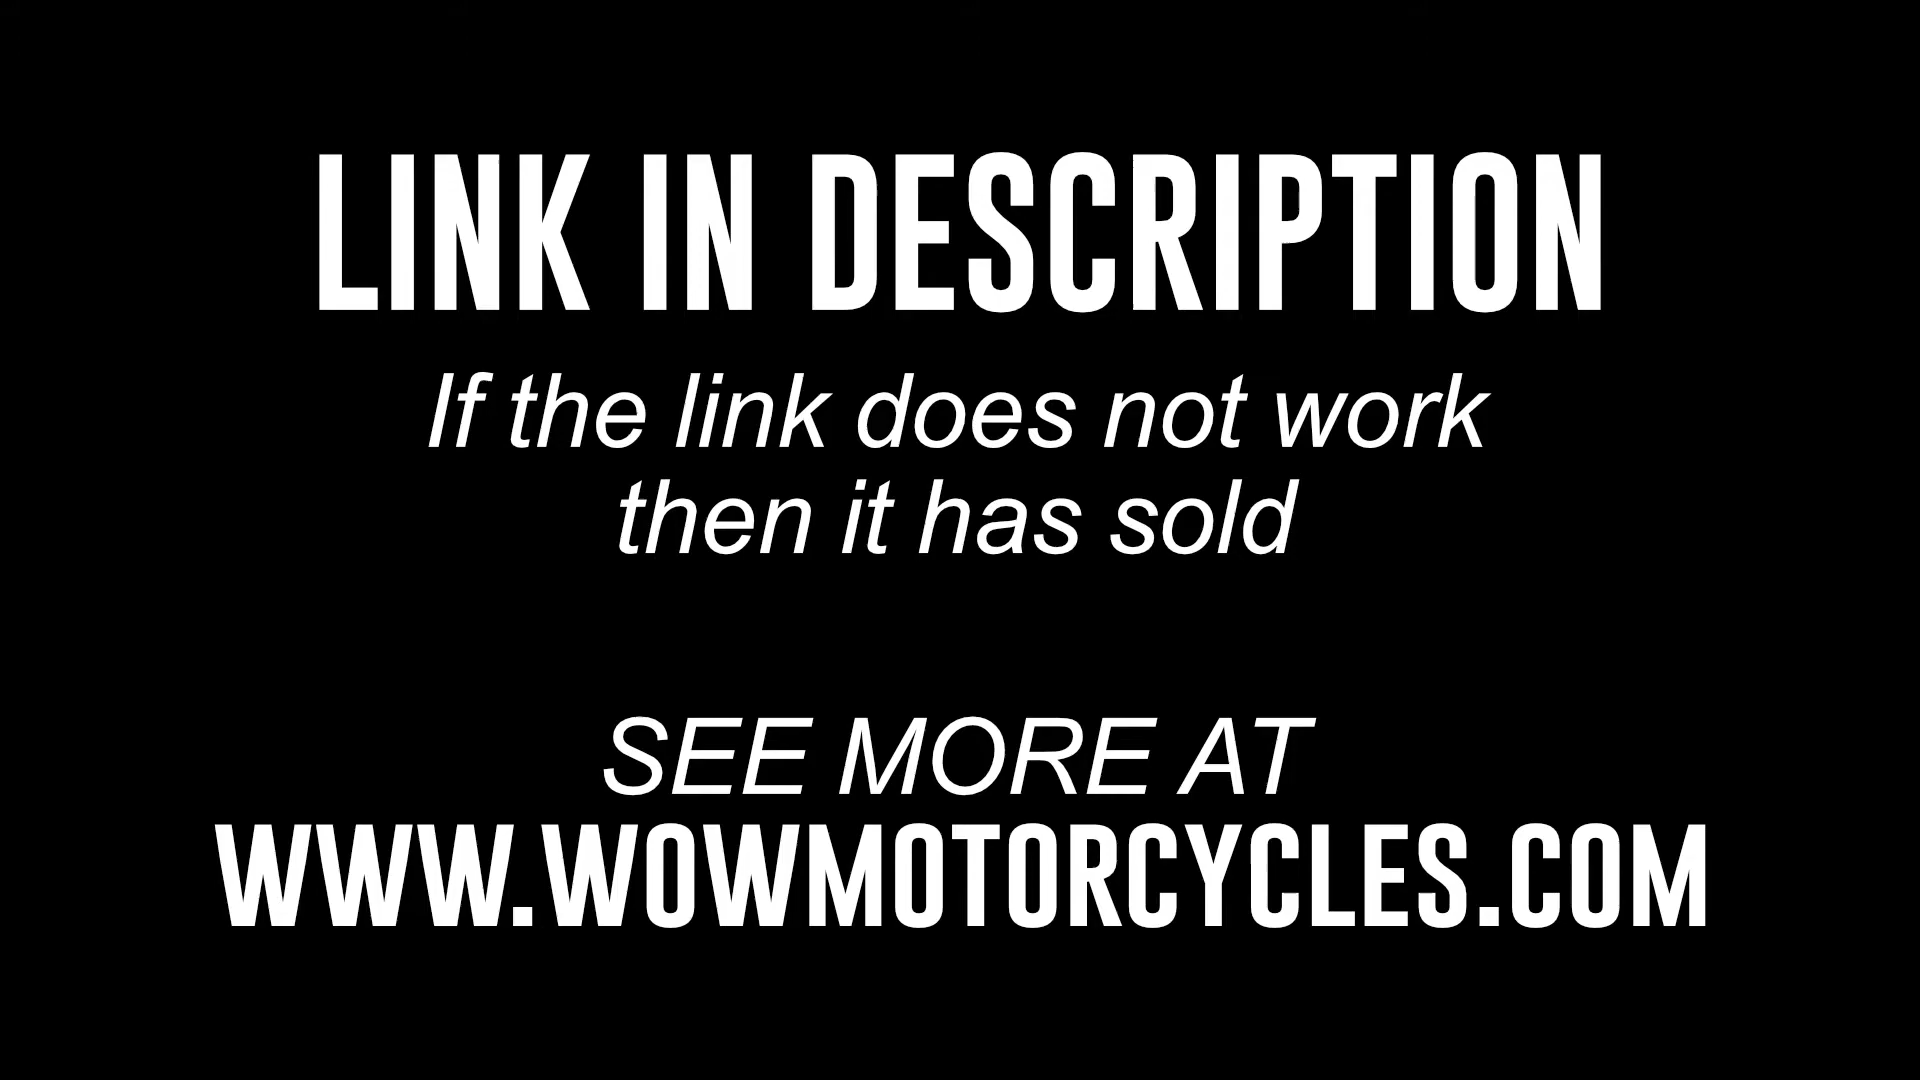 LINK IN DESCRIPTION
If the link does not work
then it has sold
SEE MORE AT
WWW.WOWMOTORCYCLES.COM